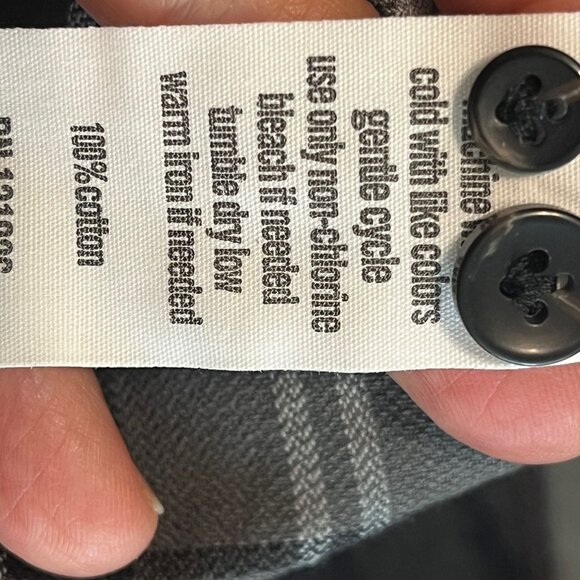 machine
cold with like colors
gentle cycle
use only non-chlorine
bleach if needed
tumble dry low
warm iron if needed
100% cotton